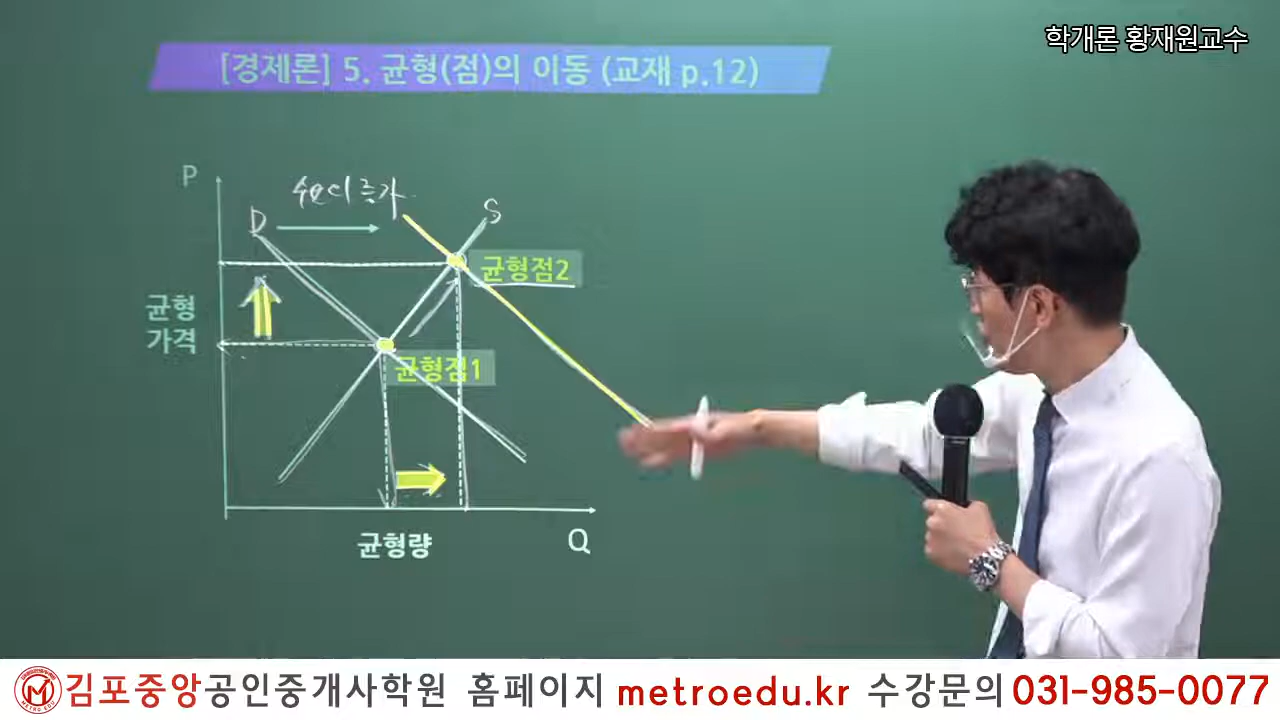 학개론 황재원교수
[경제론] 5. 균형(점)의 이동 (교재 p.12)
P
수요의 증가
D
S
균형점2
균형
가격
균형점1
균형량
Q
METRO EDU
김포중앙공인중개사학원 홈페이지 metroedu.kr 수강문의 031-985-0077